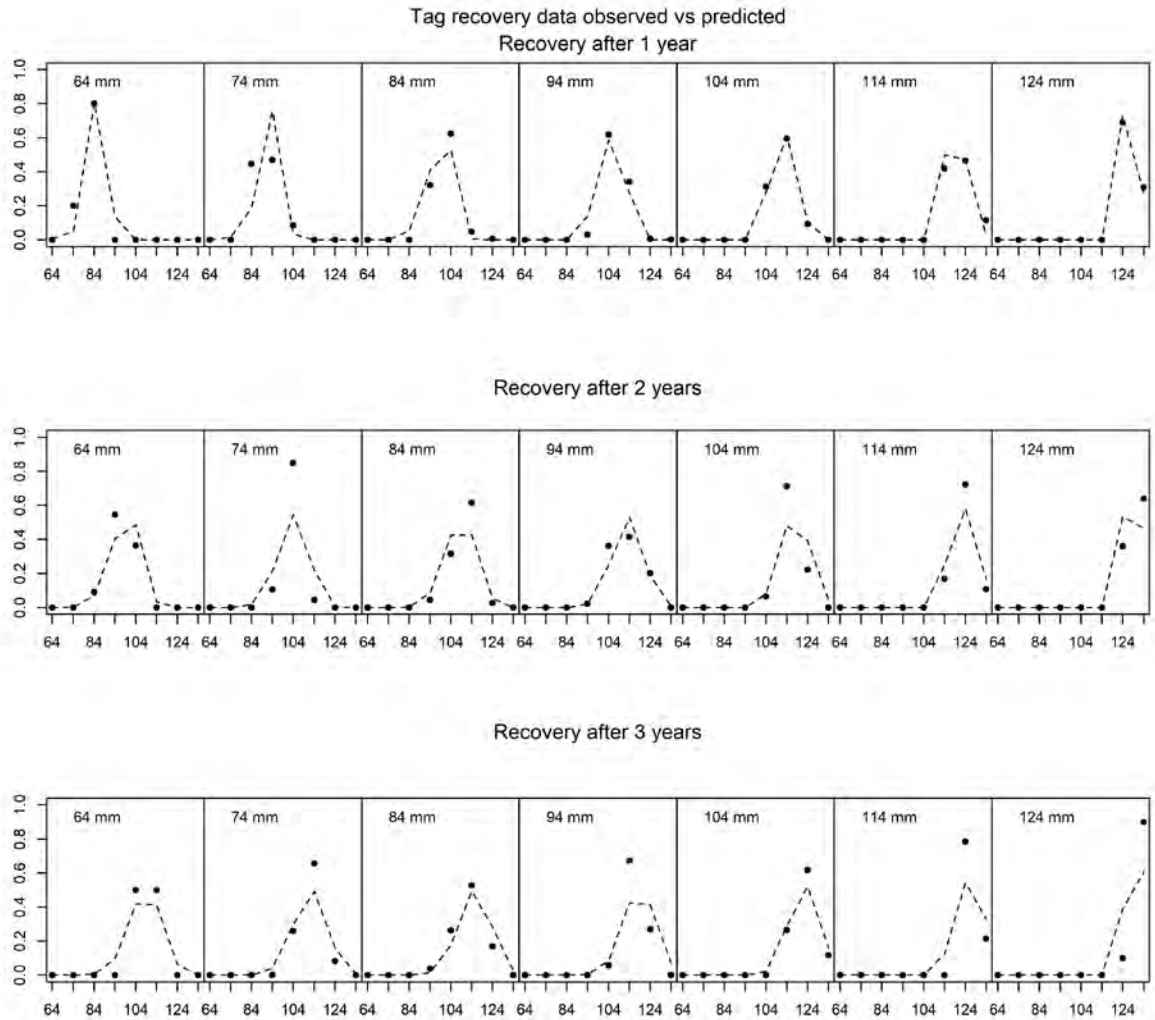 Tag recovery data observed vs predicted
Recovery after 1 year
64 mm 74 mm 84 mm 94 mm 104 mm 114 mm 124 mm
1.0
0.8
0.6
0.4
0.2
0.0
64 84 104 124 64 84 104 124 64 84 104 124 64 84 104 124 64 84 104 124 64 84 104 124 64 84 104 124
Recovery after 2 years
64 mm 74 mm 84 mm 94 mm 104 mm 114 mm 124 mm
1.0
0.8
0.6
0.4
0.2
0.0
64 84 104 124 64 84 104 124 64 84 104 124 64 84 104 124 64 84 104 124 64 84 104 124 64 84 104 124
Recovery after 3 years
64 mm 74 mm 84 mm 94 mm 104 mm 114 mm 124 mm
1.0
0.8
0.6
0.4
0.2
0.0
64 84 104 124 64 84 104 124 64 84 104 124 64 84 104 124 64 84 104 124 64 84 104 124 64 84 104 124